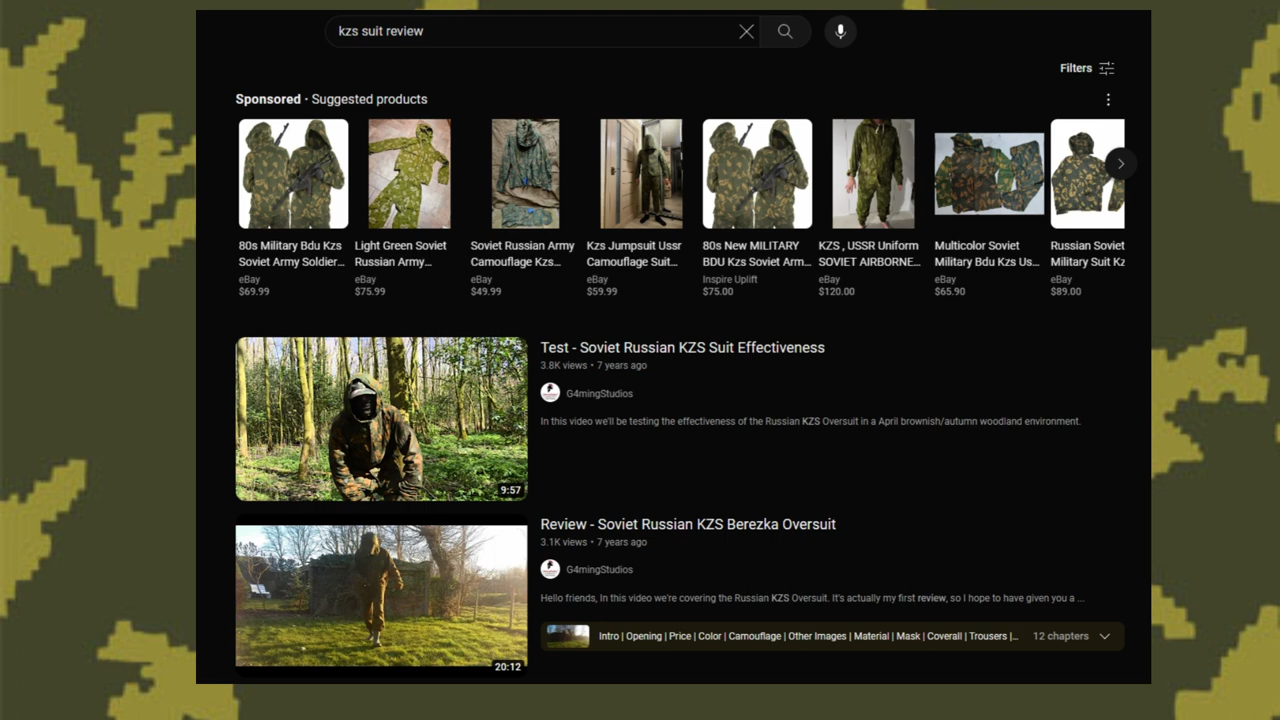 kzs suit review
Filters
Sponsored · Suggested products
80s Military Bdu Kzs
Soviet Army Soldier...
eBay
$69.99
Light Green Soviet
Russian Army...
eBay
$75.99
Soviet Russian Army
Camouflage Kzs...
eBay
$49.99
Kzs Jumpsuit Ussr
Camouflage Suit...
eBay
$59.99
80s New MILITARY
BDU Kzs Soviet Arm...
Inspire Uplift
$75.00
KZS , USSR Uniform
SOVIET AIRBORNE...
eBay
$120.00
Multicolor Soviet
Military Bdu Kzs Us...
eBay
$65.90
Russian Soviet
Military Suit Kz
eBay
$89.00
9:57
Test - Soviet Russian KZS Suit Effectiveness
3.8K views • 7 years ago
G4mingStudios
In this video we'll be testing the effectiveness of the Russian KZS Oversuit in a April brownish/autumn woodland environment.
20:12
Review - Soviet Russian KZS Berezka Oversuit
3.1K views • 7 years ago
G4mingStudios
Hello friends, In this video we're covering the Russian KZS Oversuit. It's actually my first review, so I hope to have given you a ...
Intro | Opening | Price | Color | Camouflage | Other Images | Material | Mask | Coverall | Trousers |... 12 chapters